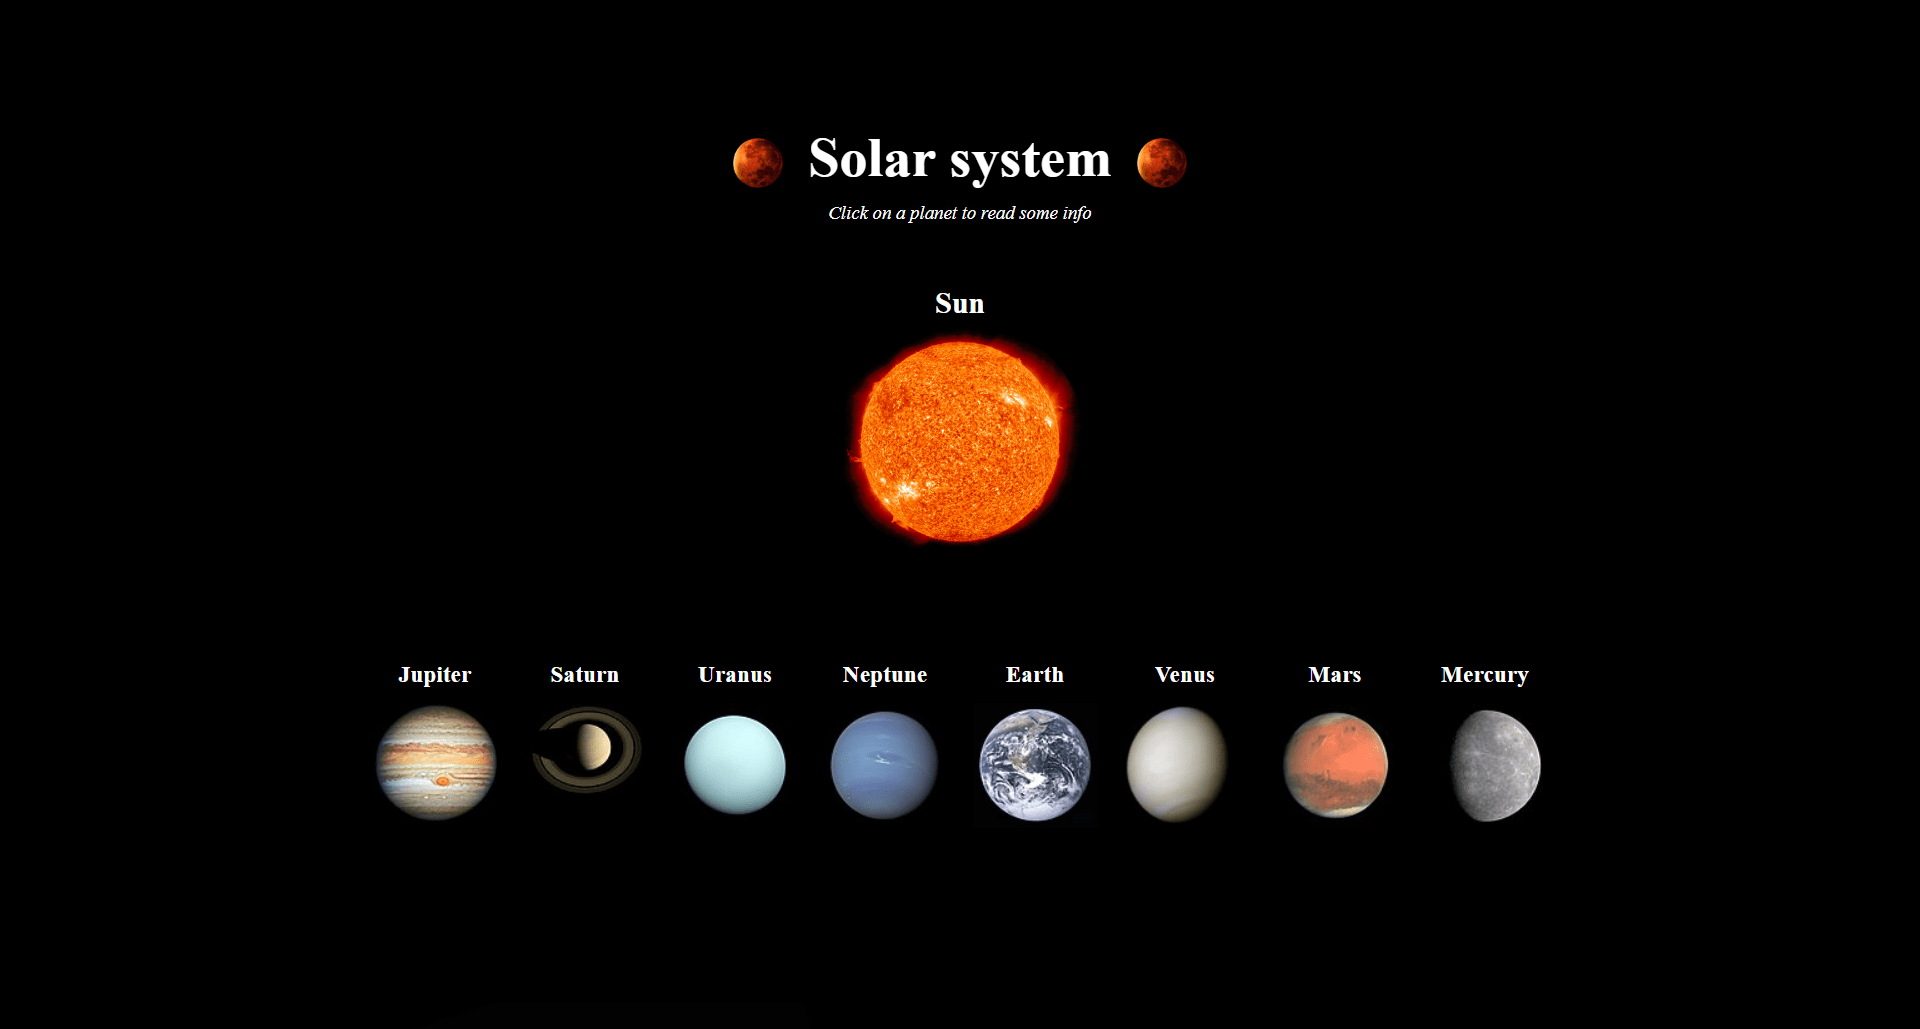 Solar system
Click on a planet to read some info
Sun
Jupiter Saturn Uranus Neptune Earth Venus Mars Mercury